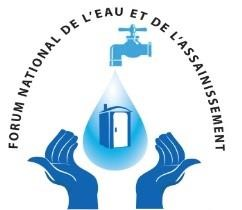 FORUM NATIONAL DE L'EAU ET DE L'ASSAINISSEMENT